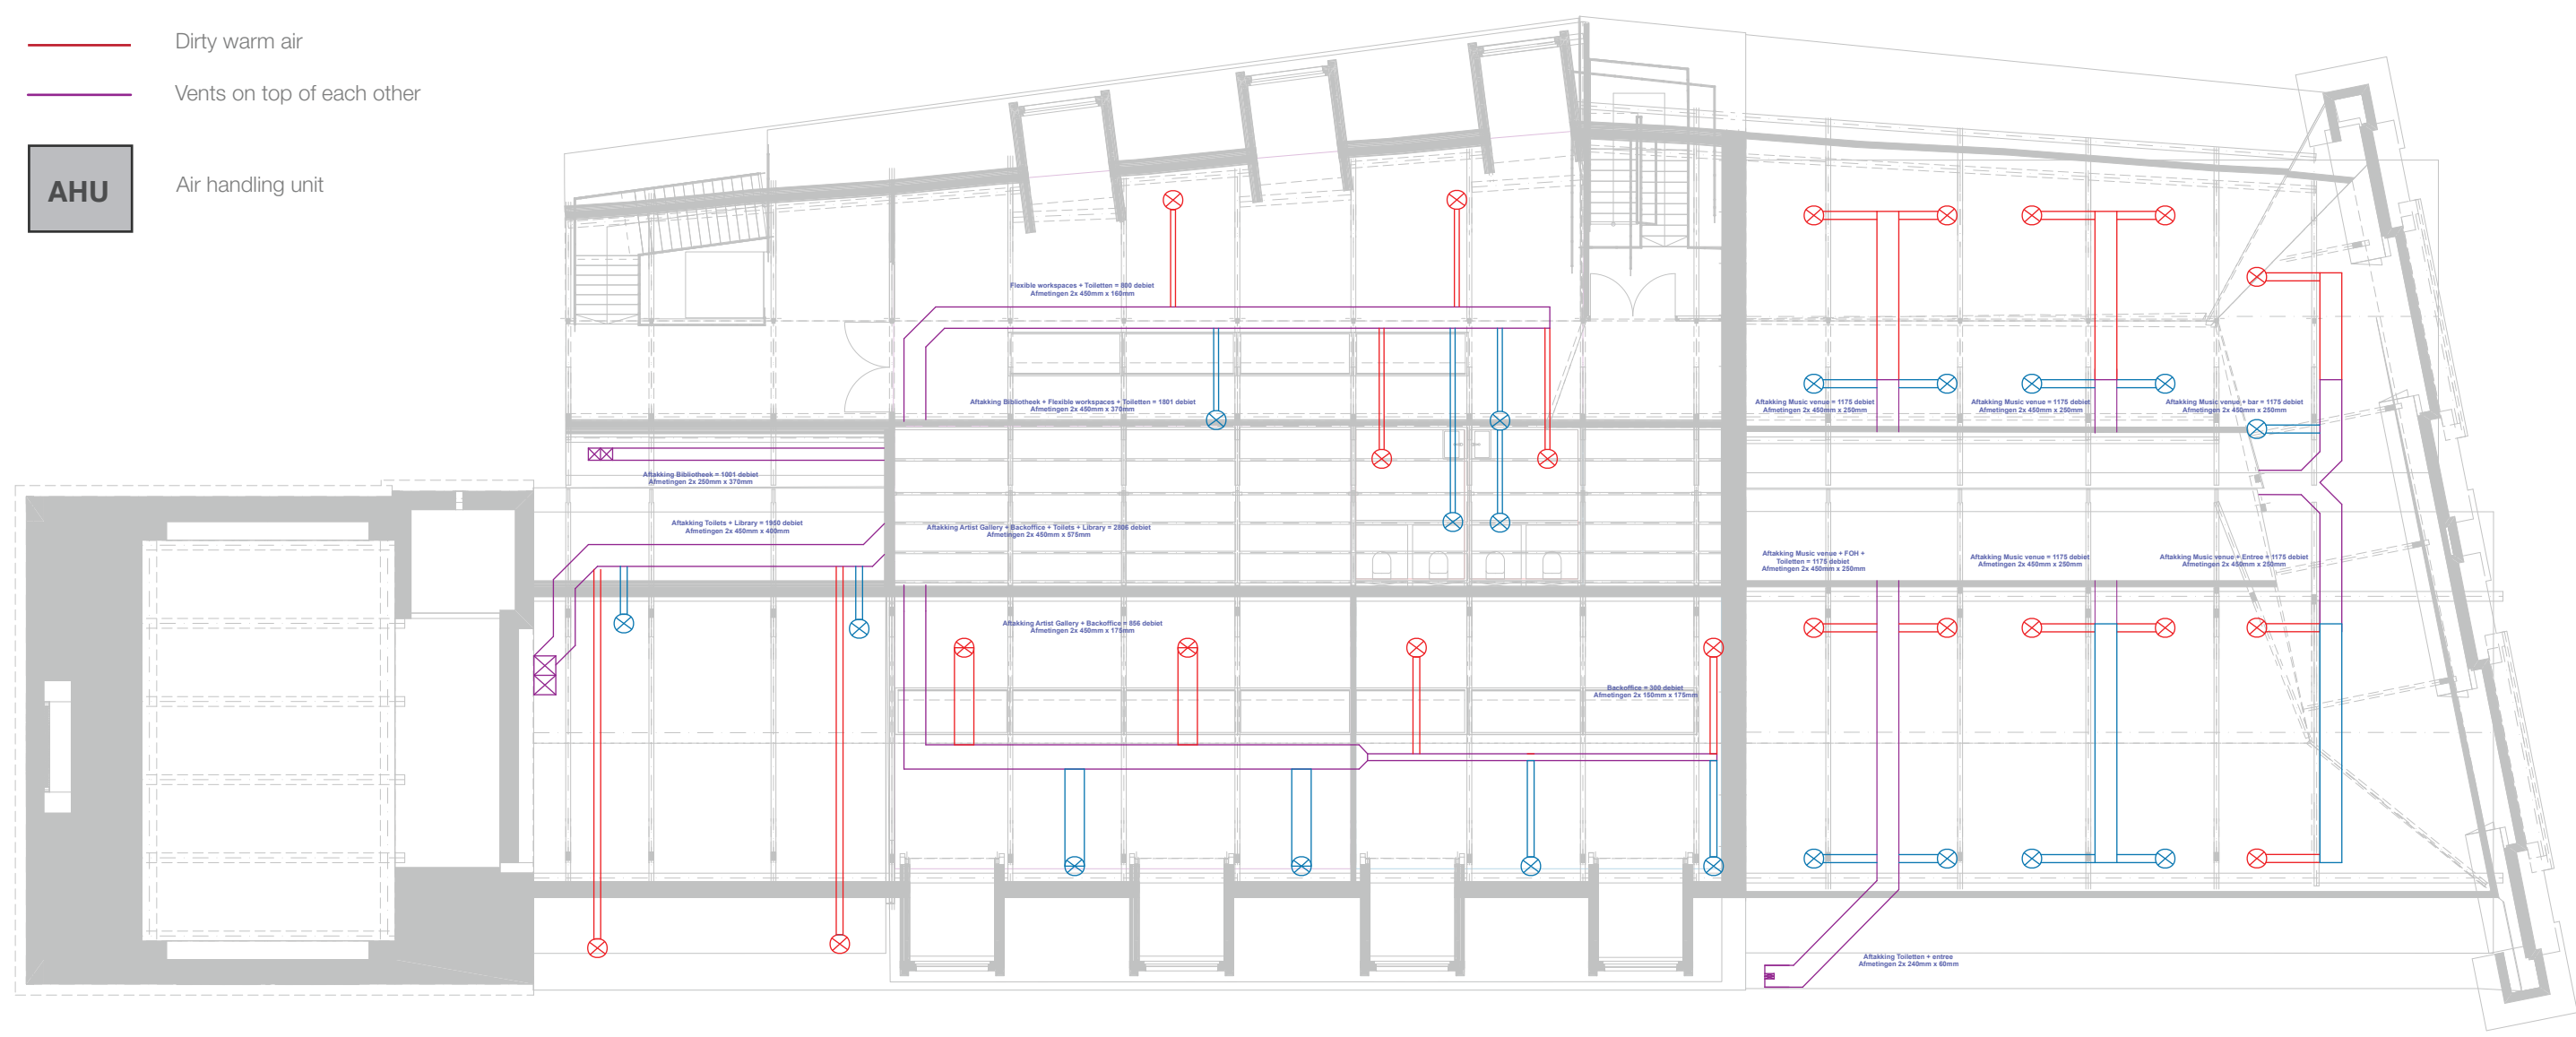 Dirty warm air
Vents on top of each other
AHU
Air handling unit
Flexible workspaces + Toiletten = 800 debiet
Afmetingen 2x 450mm x 160mm
Aftakking Bibliotheek + Flexible workspaces + Toiletten = 1801 debiet
Afmetingen 2x 450mm x 370mm
Aftakking Music venue = 1175 debiet
Afmetingen 2x 450mm x 250mm
Aftakking Music venue = 1175 debiet
Afmetingen 2x 450mm x 250mm
Aftakking Music venue + bar = 1175 debiet
Afmetingen 2x 450mm x 250mm
Aftakking Bibliotheek = 1001 debiet
Afmetingen 2x 250mm x 370mm
Aftakking Toilets + Library = 1950 debiet
Afmetingen 2x 450mm x 400mm
Aftakking Artist Gallery + Backoffice + Toilets + Library = 2806 debiet
Afmetingen 2x 450mm x 575mm
Aftakking Music venue + FOH +
Toiletten = 1175 debiet
Afmetingen 2x 450mm x 250mm
Aftakking Music venue = 1175 debiet
Afmetingen 2x 450mm x 250mm
Aftakking Music venue + Entree = 1175 debiet
Afmetingen 2x 450mm x 250mm
Aftakking Artist Gallery + Backoffice = 856 debiet
Afmetingen 2x 450mm x 175mm
Backoffice = 300 debiet
Afmetingen 2x 150mm x 175mm
Aftakking Toiletten + entree
Afmetingen 2x 240mm x 60mm